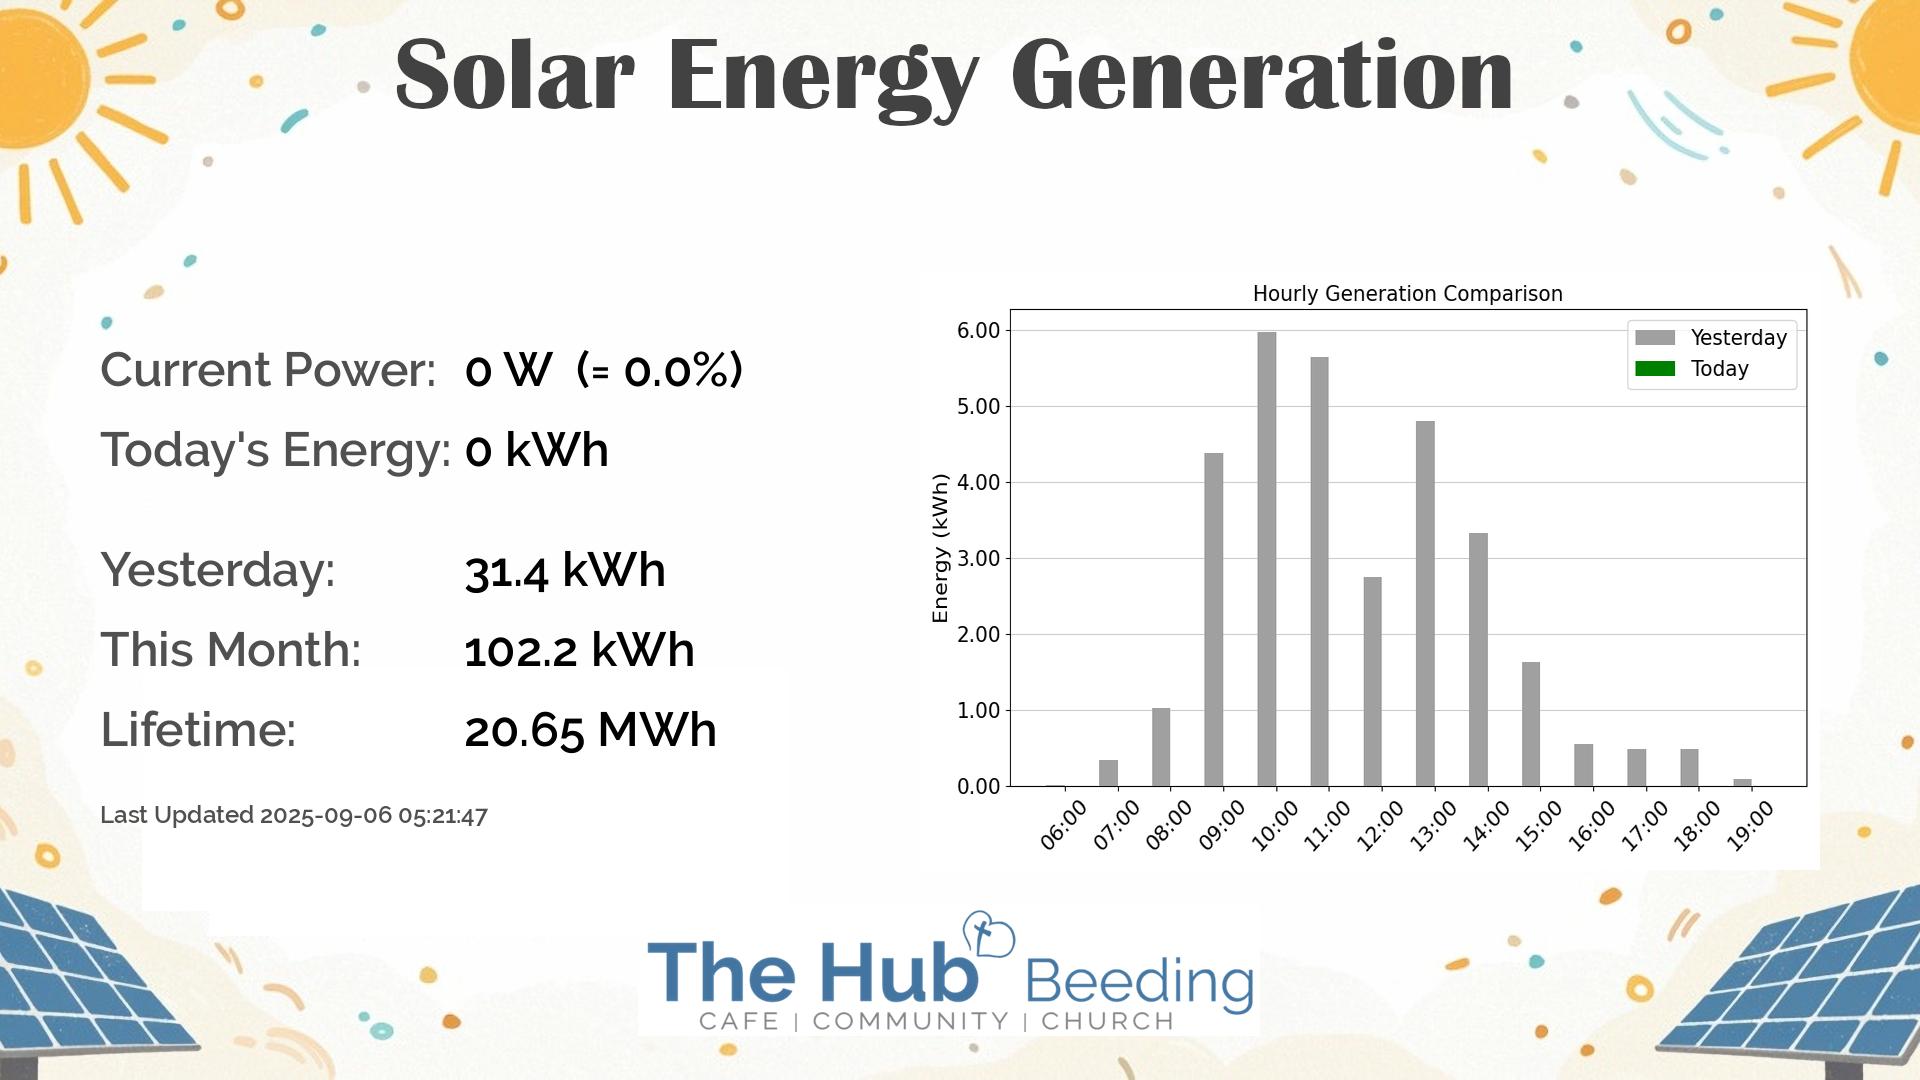 Solar Energy Generation
Current Power: 0 W (= 0.0%)
Today's Energy: 0 kWh
Yesterday: 31.4 kWh
This Month: 102.2 kWh
Lifetime: 20.65 MWh
Last Updated 2025-09-06 05:21:47
Hourly Generation Comparison
Yesterday
Today
Energy (kWh)
6.00
5.00
4.00
3.00
2.00
1.00
0.00
06:00 07:00 08:00 09:00 10:00 11:00 12:00 13:00 14:00 15:00 16:00 17:00 18:00 19:00
The Hub Beeding
CAFE | COMMUNITY | CHURCH